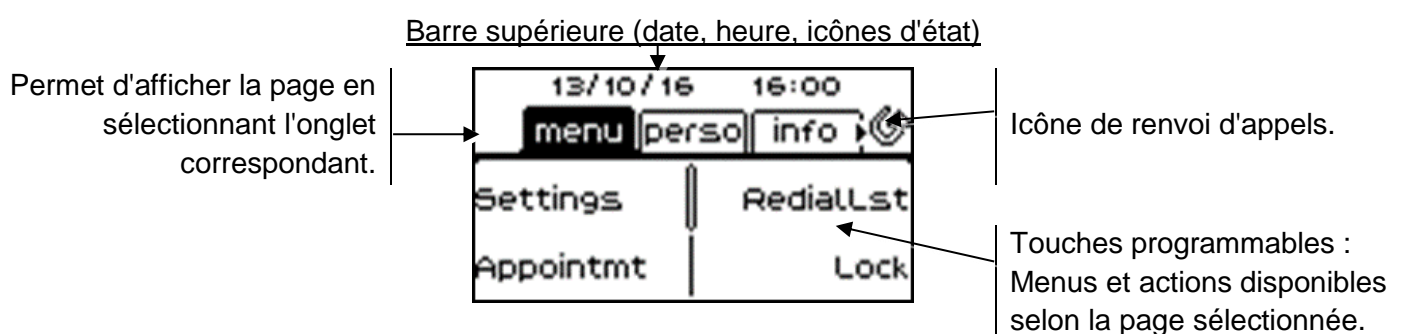 Barre supérieure (date, heure, icônes d'état)
Permet d'afficher la page en
sélectionnant l'onglet
correspondant.
13/10/16 16:00
menu perso info
Settings RedialLst
Appointmt Lock
Icône de renvoi d'appels.
Touches programmables :
Menus et actions disponibles
selon la page sélectionnée.